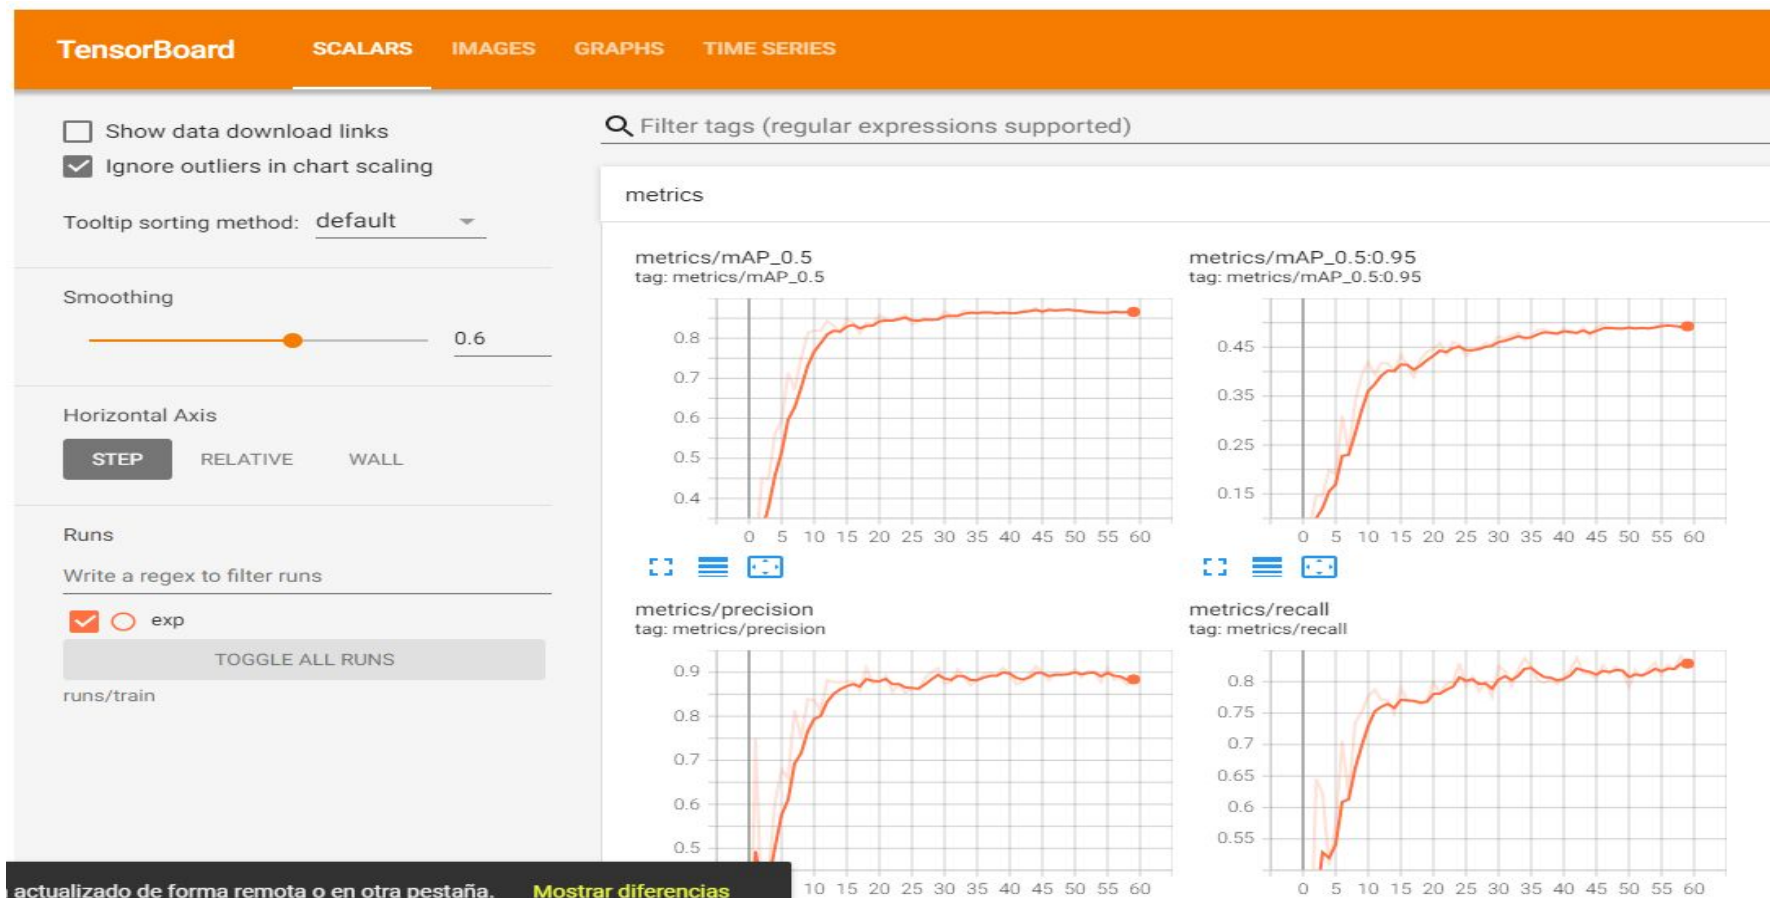 TensorBoard SCALARS IMAGES GRAPHS TIME SERIES
Show data download links
Ignore outliers in chart scaling
Tooltip sorting method: default
Smoothing
0.6
Horizontal Axis
STEP RELATIVE WALL
Runs
Write a regex to filter runs
exp
TOGGLE ALL RUNS
runs/train
Filter tags (regular expressions supported)
metrics
metrics/mAP_0.5
tag: metrics/mAP_0.5
0.8
0.7
0.6
0.5
0.4
0 5 10 15 20 25 30 35 40 45 50 55 60
metrics/mAP_0.5:0.95
tag: metrics/mAP_0.5:0.95
0.45
0.35
0.25
0.15
0 5 10 15 20 25 30 35 40 45 50 55 60
metrics/precision
tag: metrics/precision
0.9
0.8
0.7
0.6
0.5
10 15 20 25 30 35 40 45 50 55 60
metrics/recall
tag: metrics/recall
0.8
0.75
0.7
0.65
0.6
0.55
0 5 10 15 20 25 30 35 40 45 50 55 60
actualizado de forma remota o en otra pestaña. Mostrar diferencias